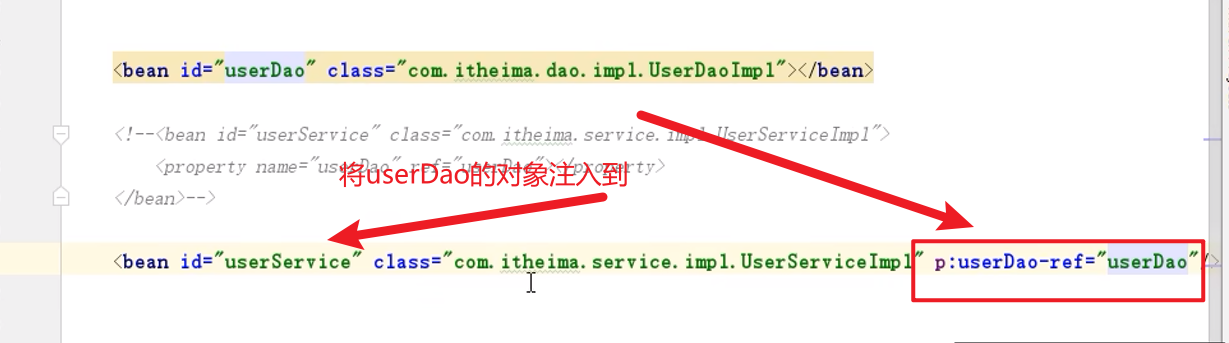 <bean id="userDao" class="com.itheima.dao.impl.UserDaoImpl"></bean>
<!--<bean id="userService" class="com.itheima.service.impl.UserServiceImpl">
<property name="userDao" ref="userDao"></property>
将userDao的对象注入到
</bean>-->
<bean id="userService" class="com.itheima.service.impl.UserServiceImpl" p:userDao-ref="userDao"/>